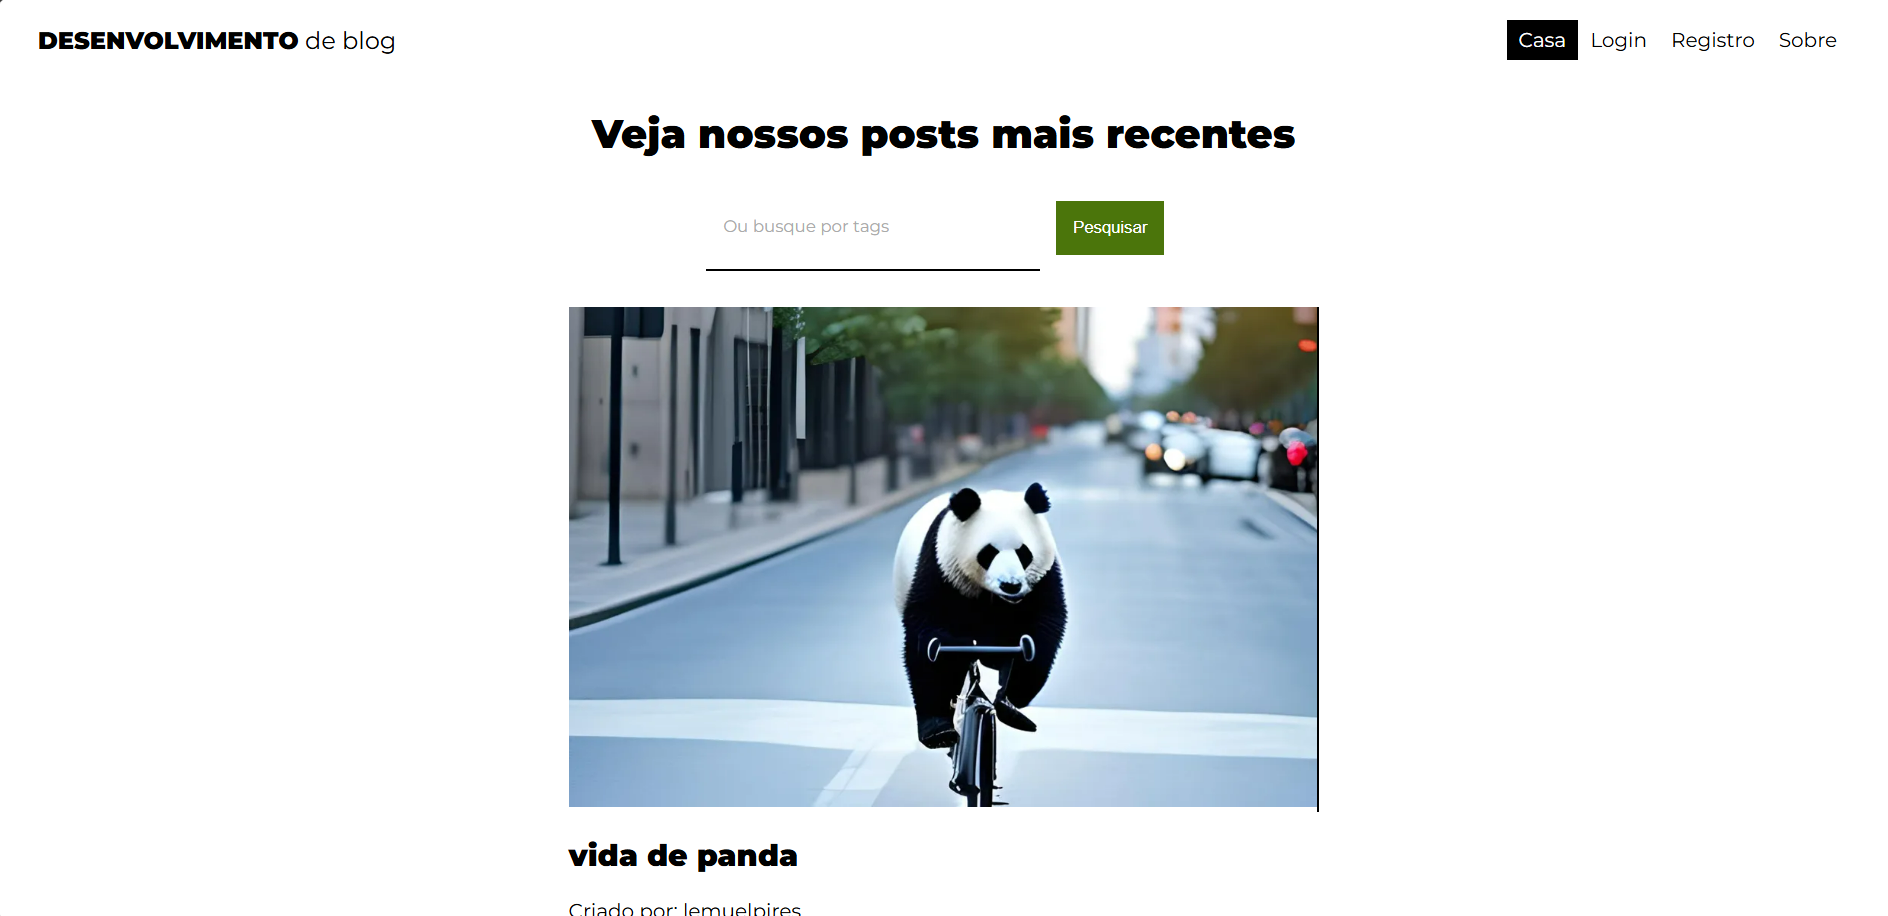 DESENVOLVIMENTO de blog
Casa Login Registro Sobre
Veja nossos posts mais recentes
Ou busque por tags
Pesquisar
vida de panda
Criado por: lemuelpires